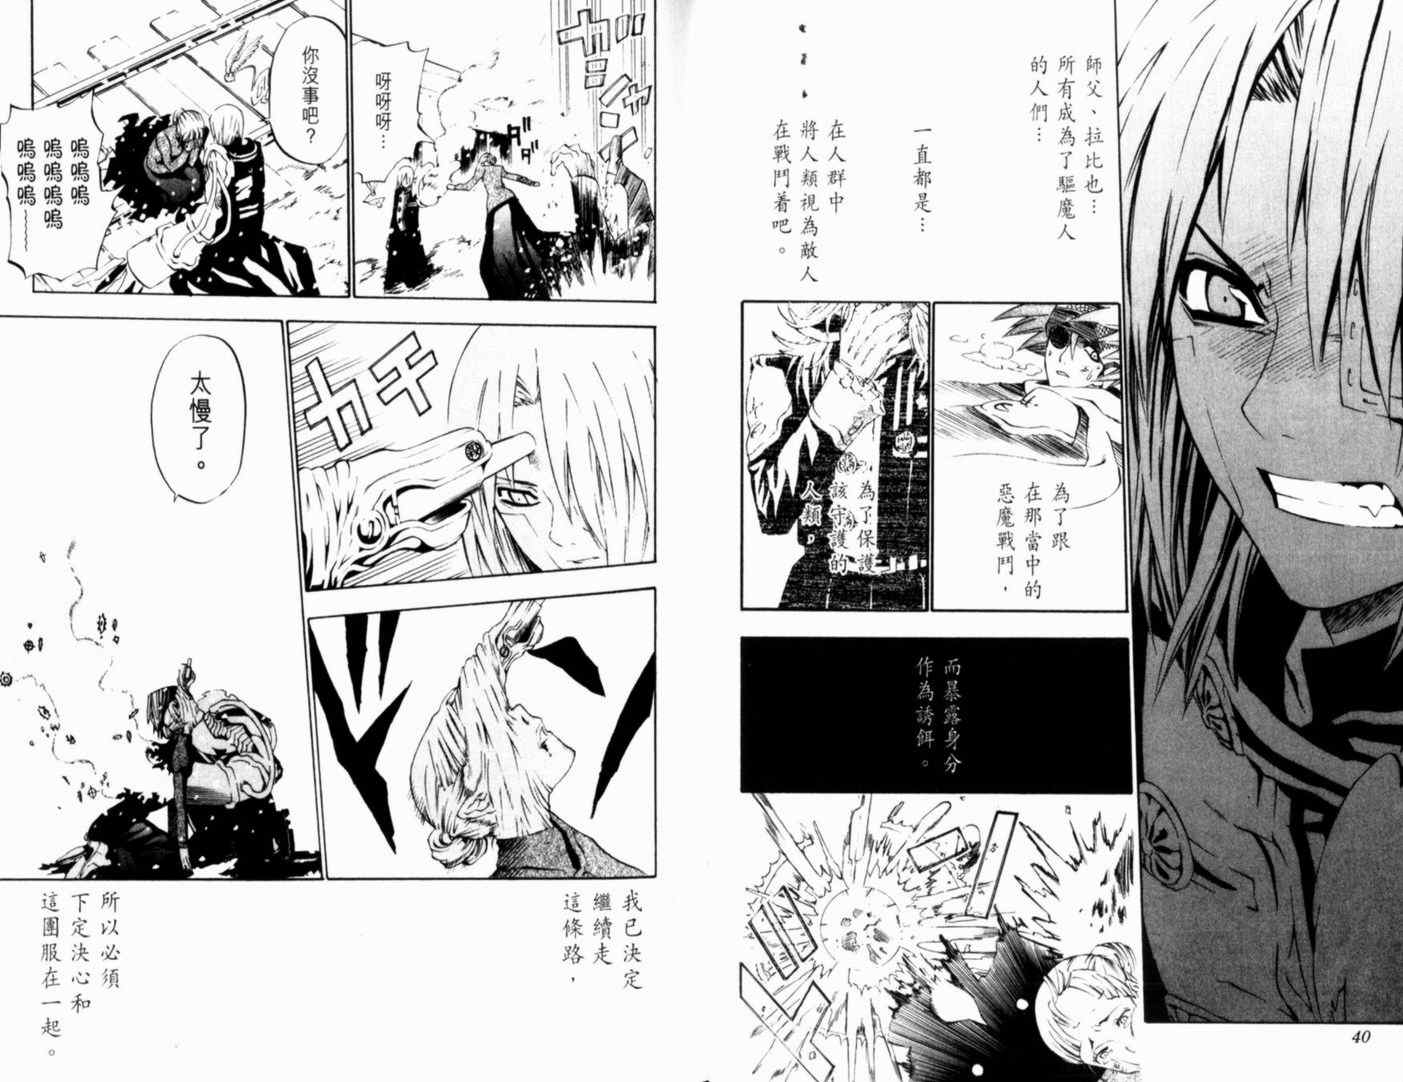 師父、拉比也…
所有成為了驅魔人
的人們…
一直都是…
在人群中
將人類視為敵人
在戰鬥着吧。
為了跟
在那當中的
惡魔戰鬥，
為了保護
該守護的
人類，
而暴露身分
作為誘餌。
40
呀呀呀…
ダダダ
你沒事吧？
嗚嗚嗚
嗚嗚嗚嗚
嗚嗚嗚～
カチ
太慢了。
我已決定
繼續走
這條路，
所以必須
下定決心和
這團服在一起。